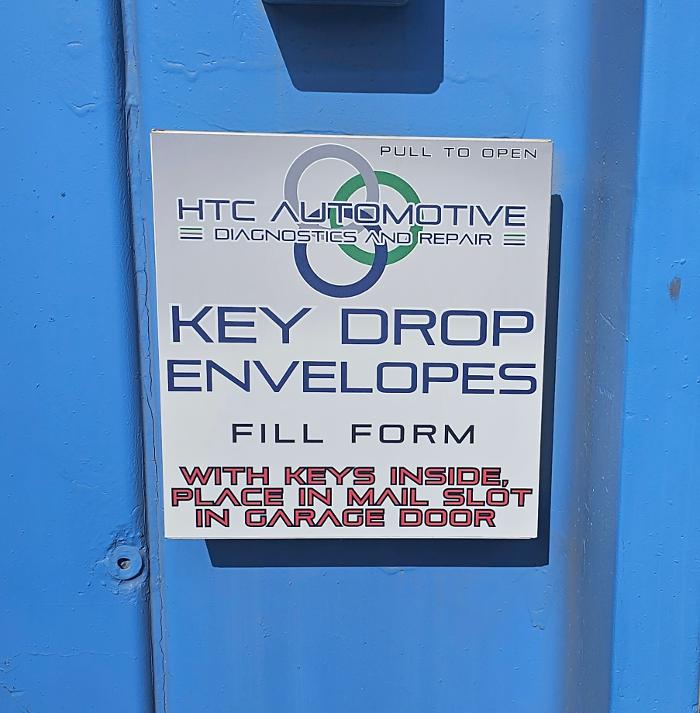 PULL TO OPEN
HTC AUTOMOTIVE
DIAGNOSTICS AND REPAIR
KEY DROP
ENVELOPES
FILL FORM
WITH KEYS INSIDE,
PLACE IN MAIL SLOT
IN GARAGE DOOR